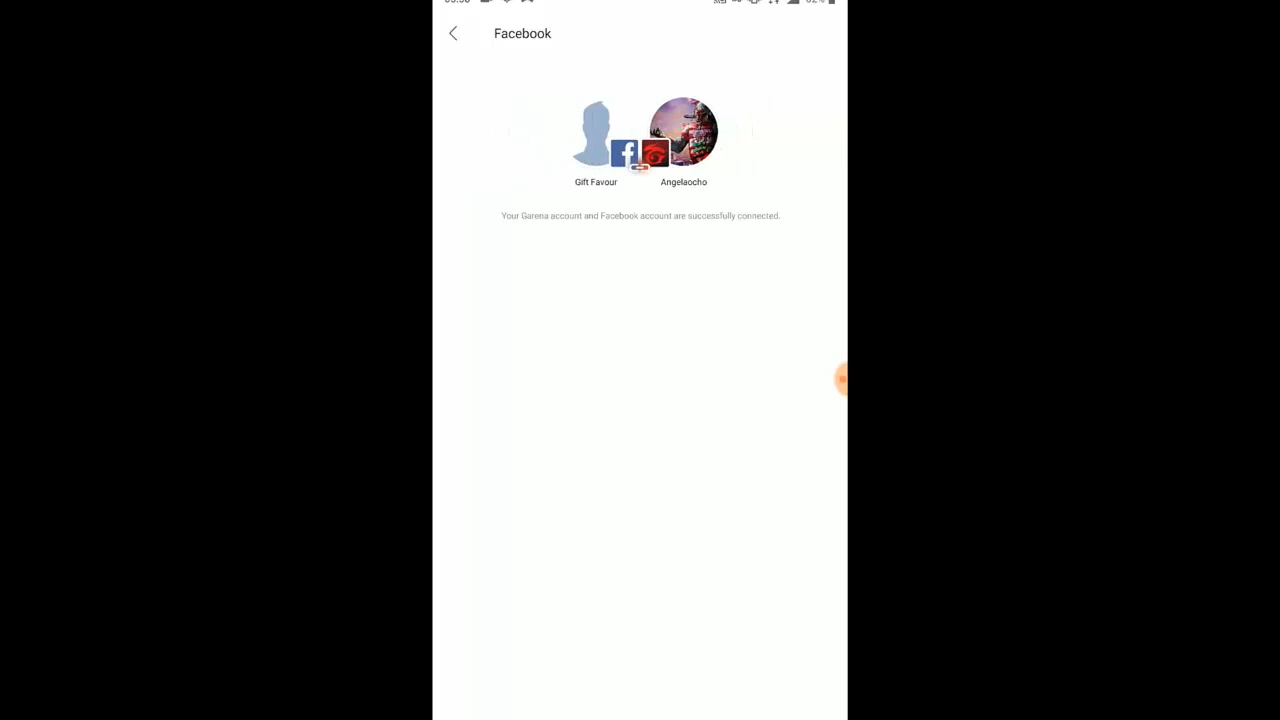 Facebook
Gift Favour
Angelaocho
Your Garena account and Facebook account are successfully connected.